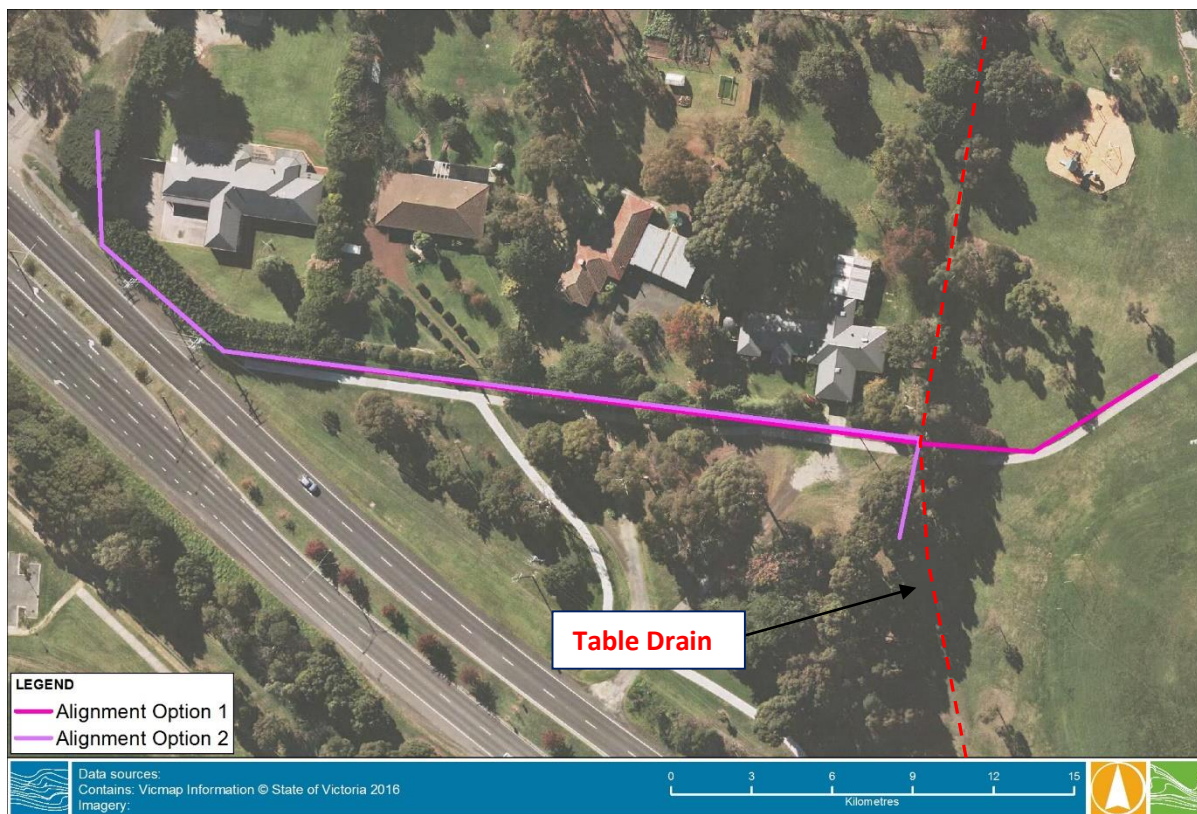 Table Drain
LEGEND
Alignment Option 1
Alignment Option 2
Data sources:
Contains: Vicmap Information © State of Victoria 2016
Imagery:
0 3 6 9 12 15
Kilometres